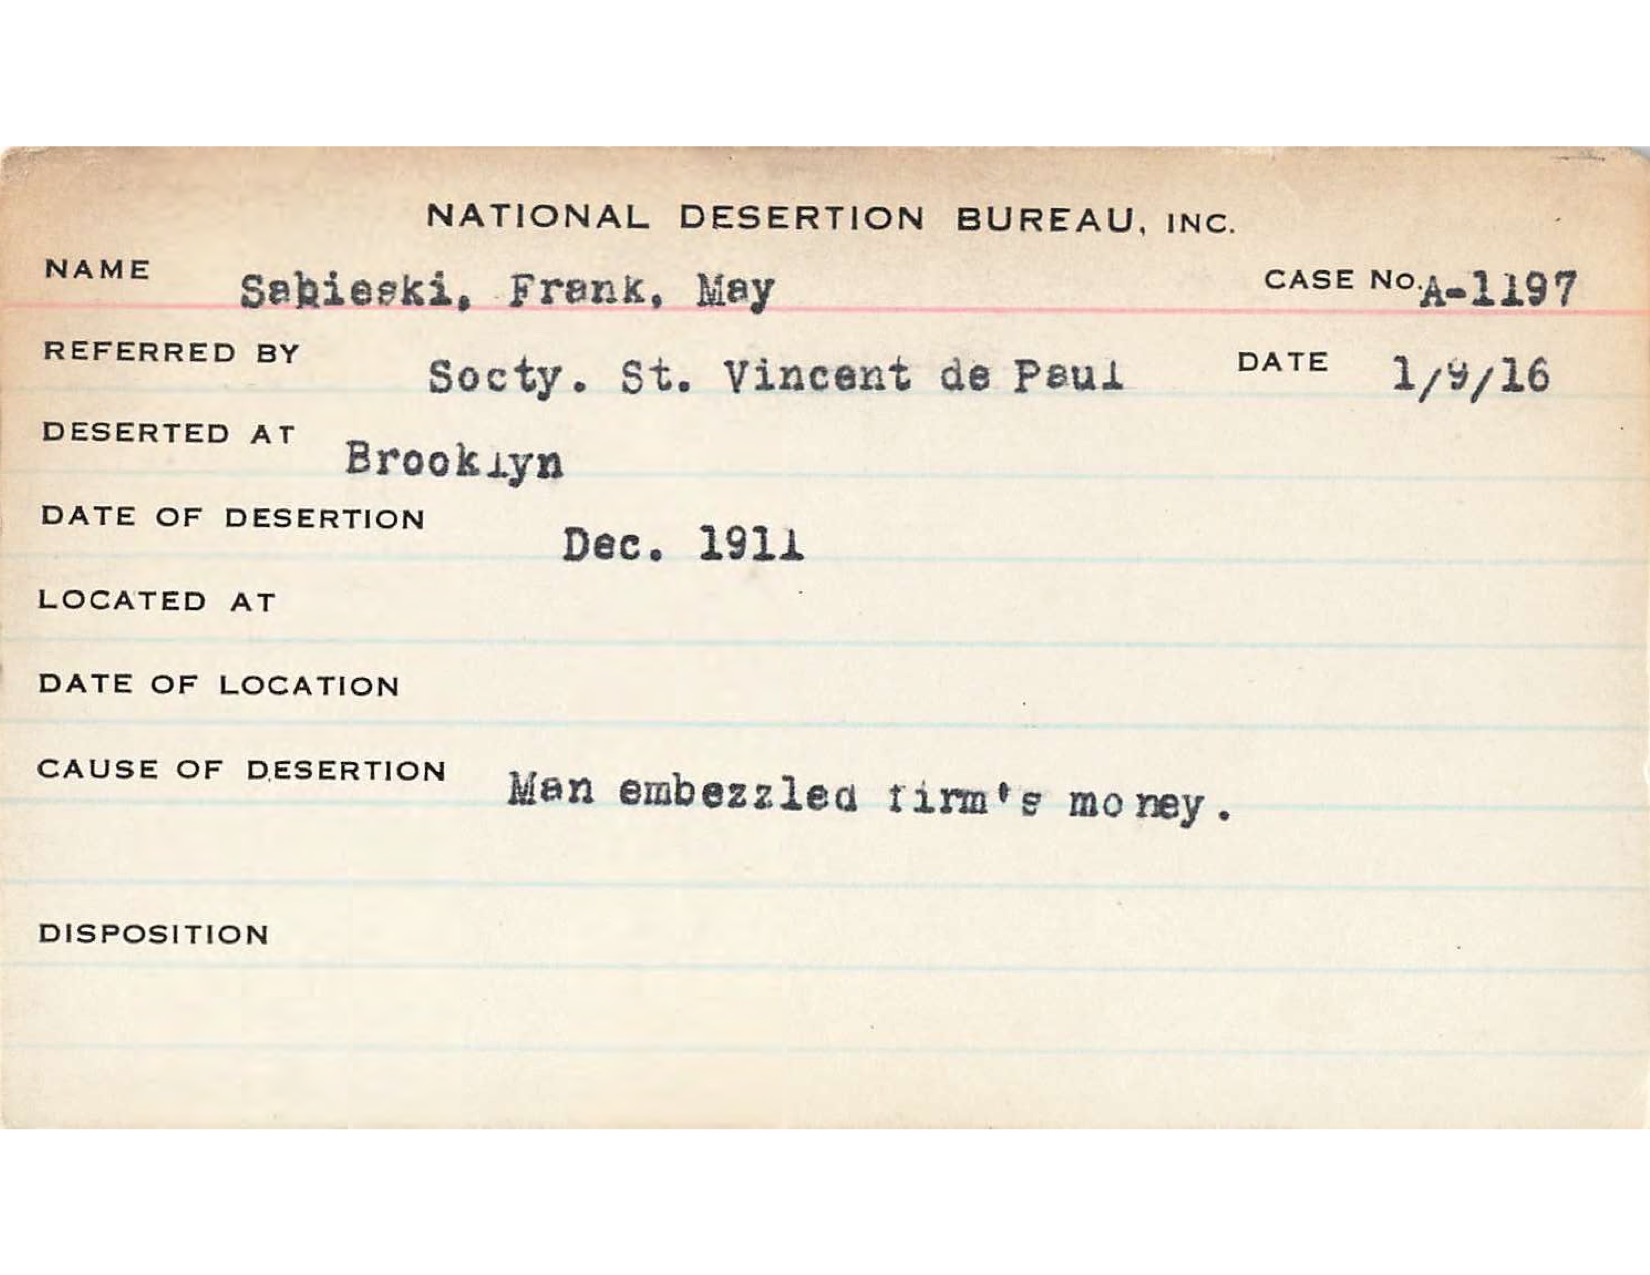 NATIONAL DESERTION BUREAU, INC.
NAME Sabieski, Frank, May CASE No. A-1197
REFERRED BY Socty. St. Vincent de Paul DATE 1/9/16
DESERTED AT Brooklyn
DATE OF DESERTION Dec. 1911
LOCATED AT
DATE OF LOCATION
CAUSE OF DESERTION Man embezzled firm's money.
DISPOSITION